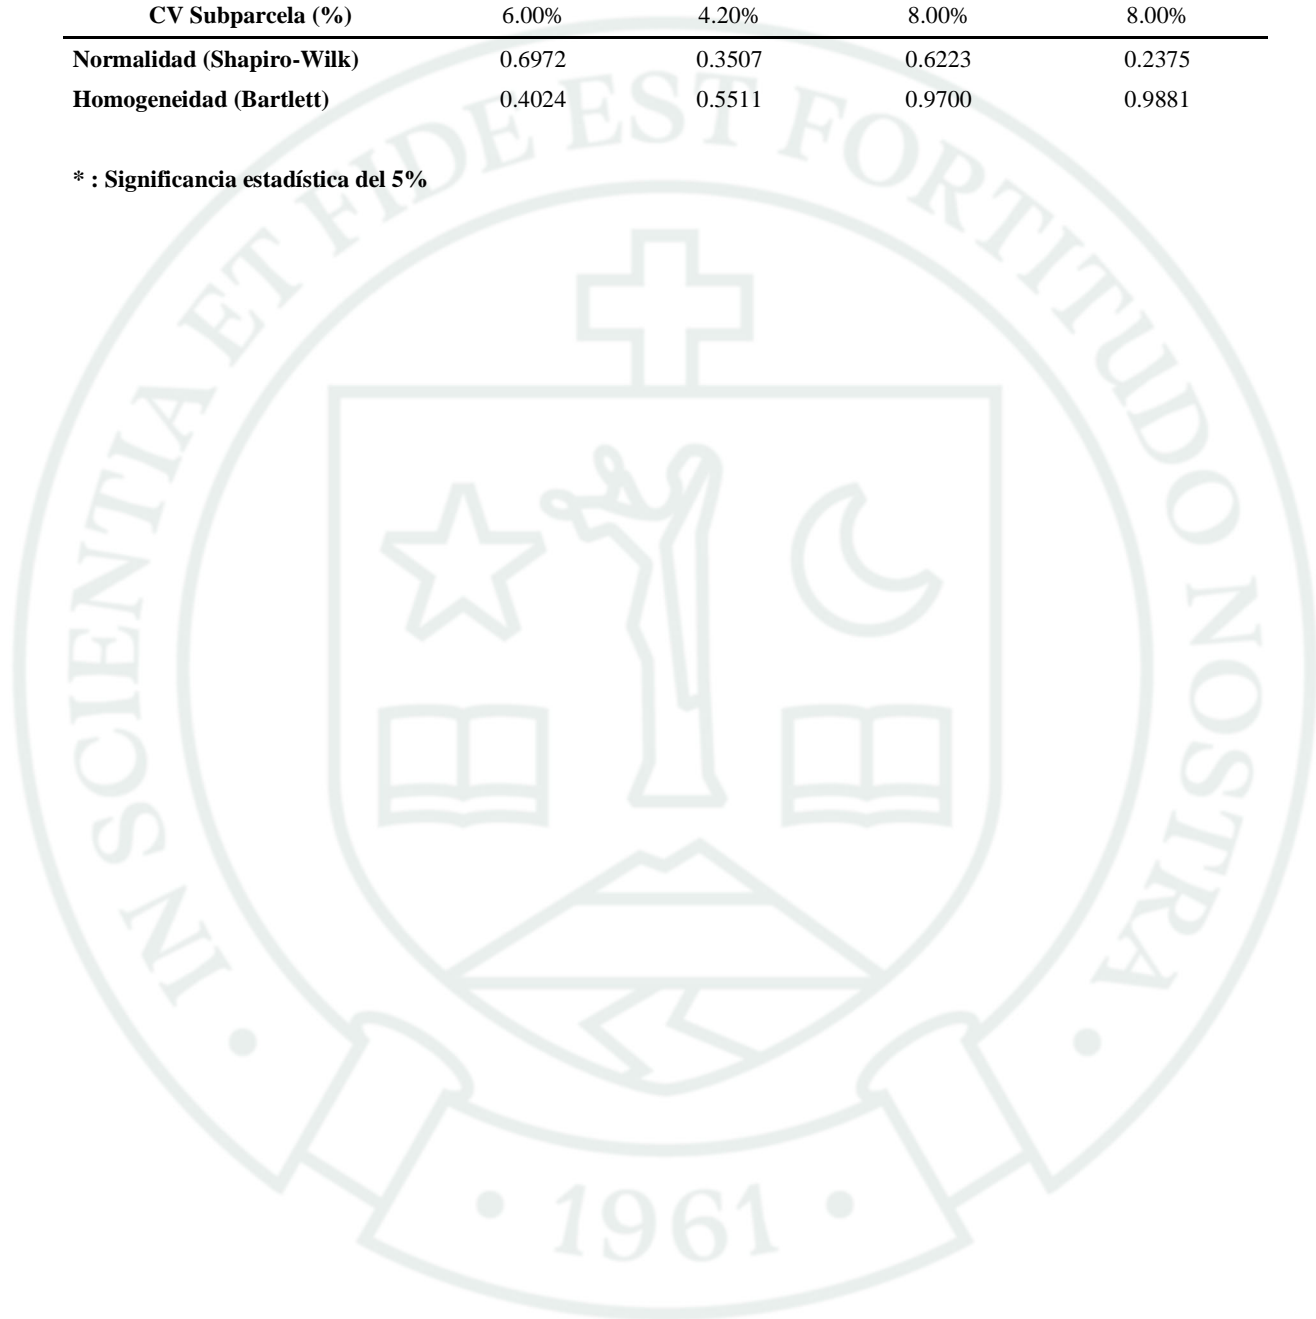 CV Subparcela (%) 6.00% 4.20% 8.00% 8.00%
Normalidad (Shapiro-Wilk) 0.6972 0.3507 0.6223 0.2375
Homogeneidad (Bartlett) 0.4024 0.5511 0.9700 0.9881
* : Significancia estadística del 5%
IN SCIENTIA ET FIDE EST FORTITUDO NOSTRA
• 1961 •